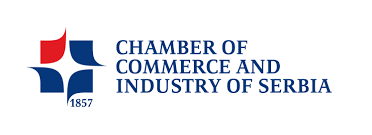 CHAMBER OF
COMMERCE AND
INDUSTRY OF SERBIA
1857